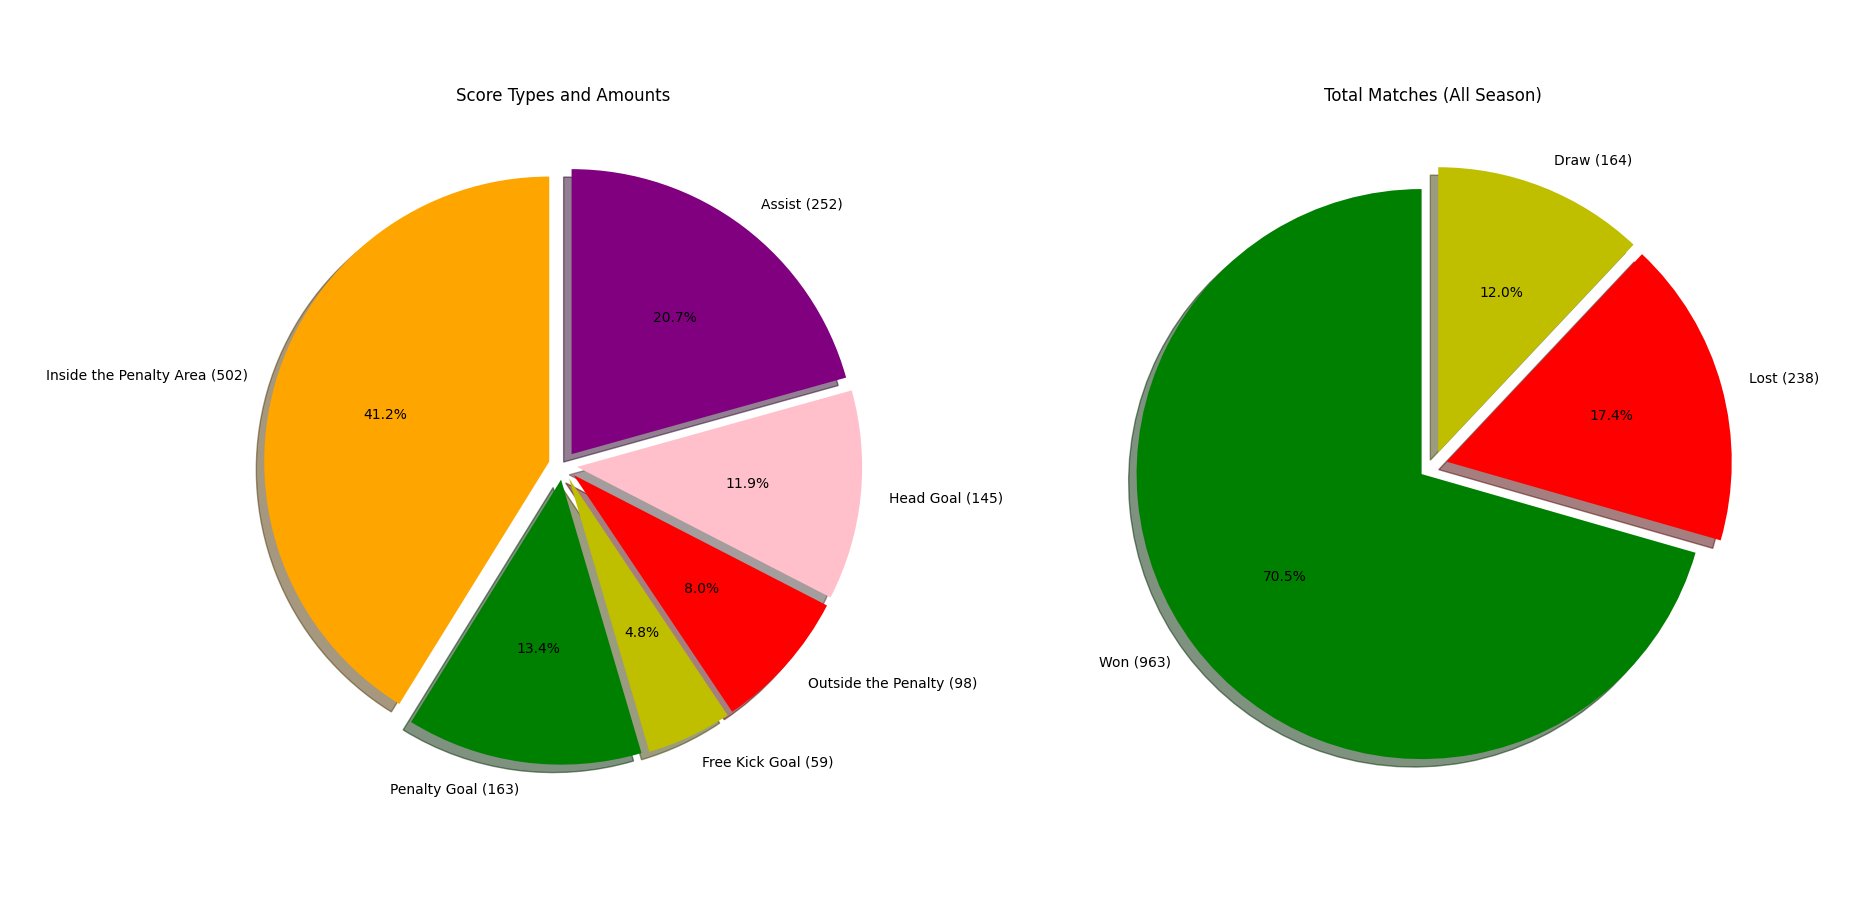 Score Types and Amounts
Assist (252)
20.7%
Inside the Penalty Area (502)
41.2%
11.9%
Head Goal (145)
8.0%
4.8%
13.4%
Outside the Penalty (98)
Free Kick Goal (59)
Penalty Goal (163)
Total Matches (All Season)
Draw (164)
12.0%
Lost (238)
17.4%
70.5%
Won (963)